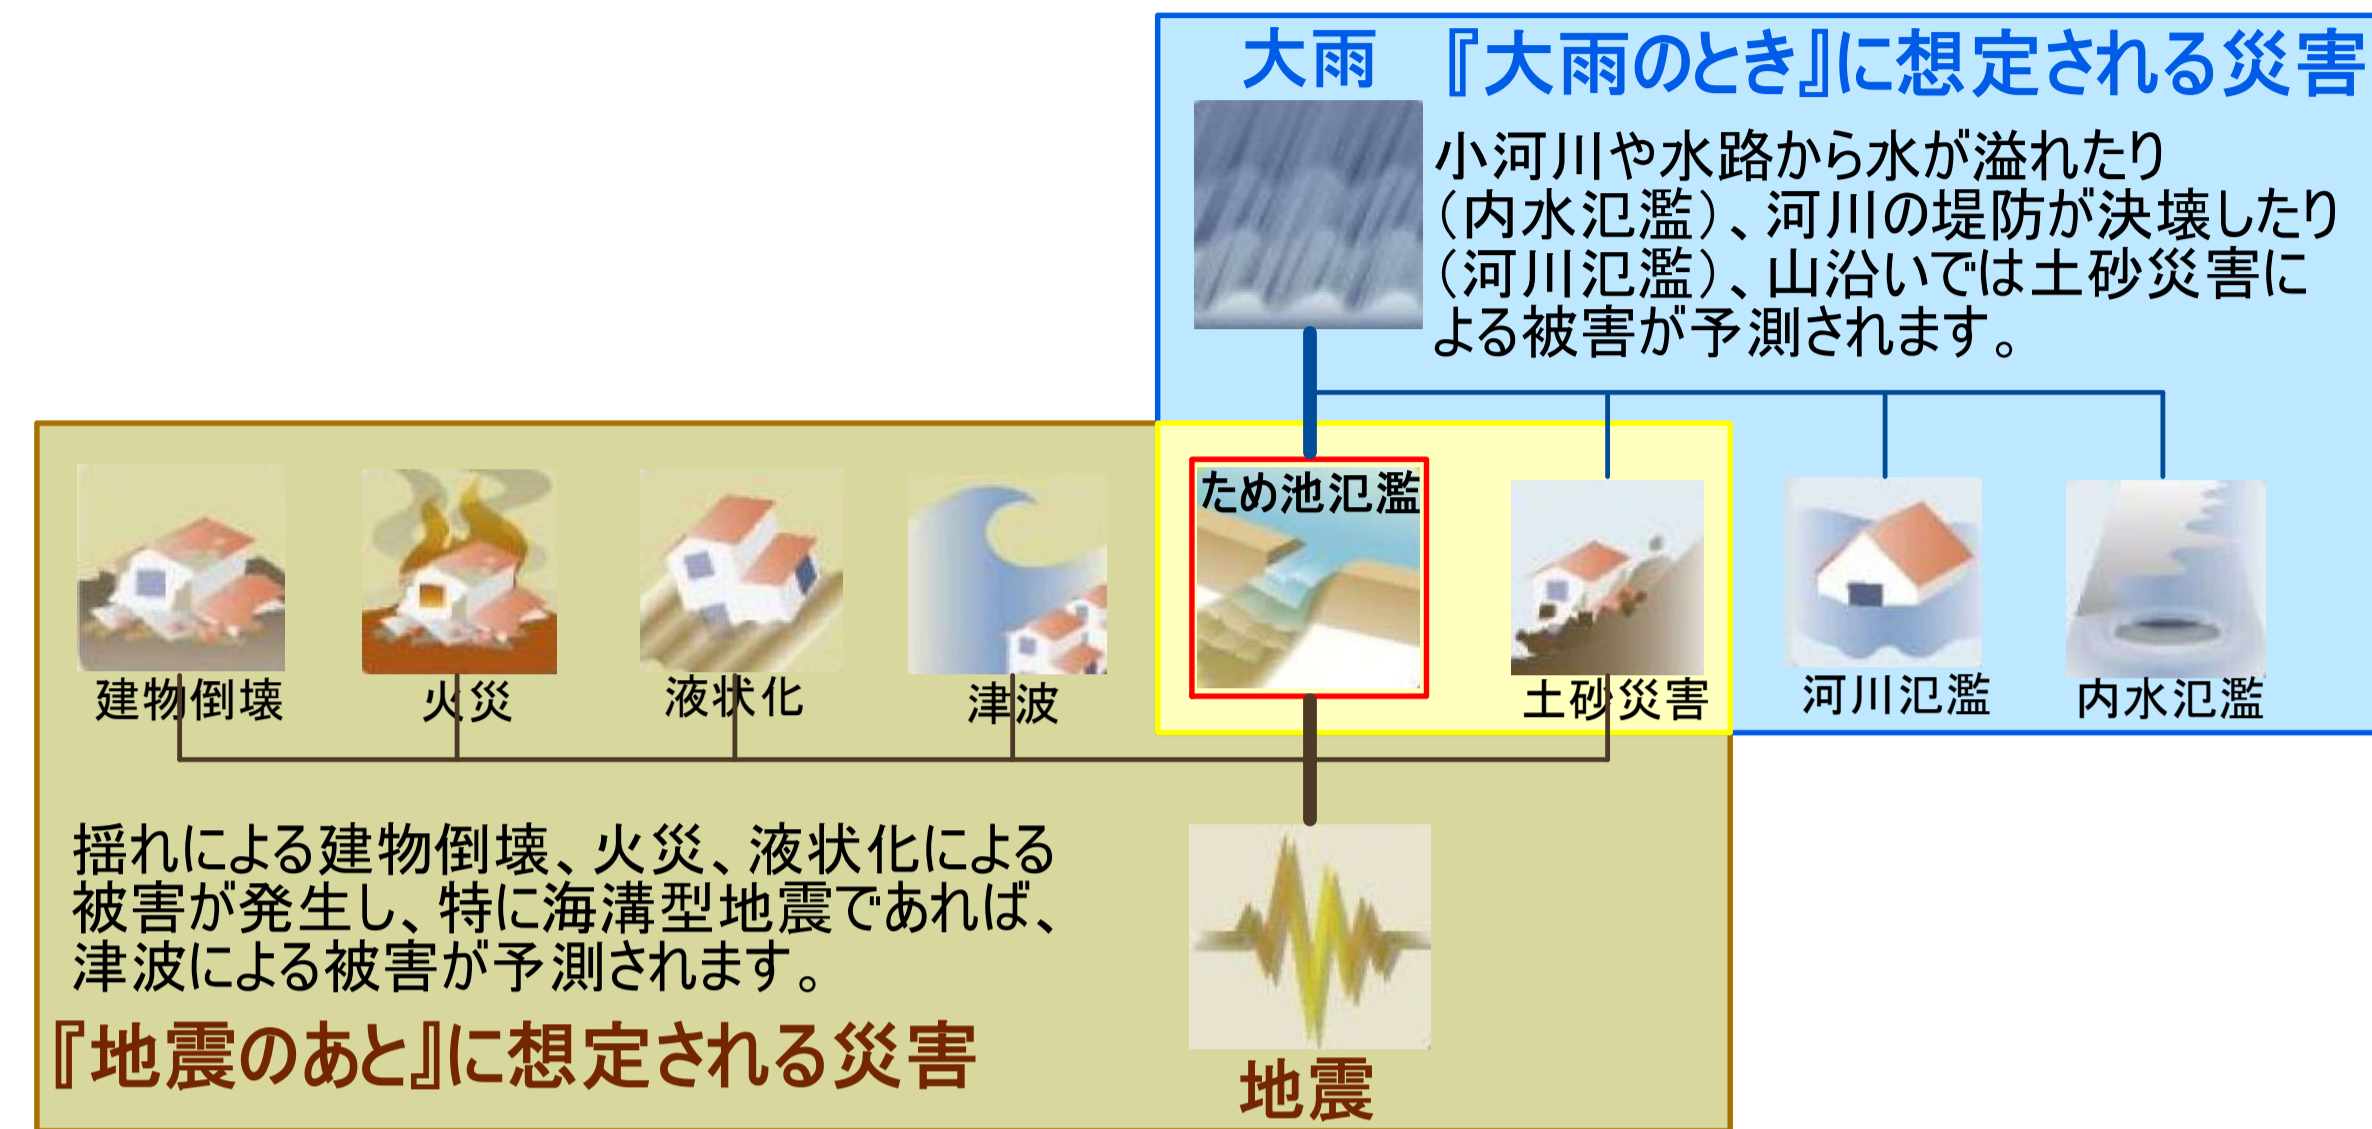 大雨 『大雨のとき』に想定される災害
小河川や水路から水が溢れたり
（内水氾濫）、河川の堤防が決壊したり
（河川氾濫）、山沿いでは土砂災害に
よる被害が予測されます。
ため池氾濫
建物倒壊 火災 液状化 津波 土砂災害 河川氾濫 内水氾濫
揺れによる建物倒壊、火災、液状化による
被害が発生し、特に海溝型地震であれば、
津波による被害が予測されます。
『地震のあと』に想定される災害
地震